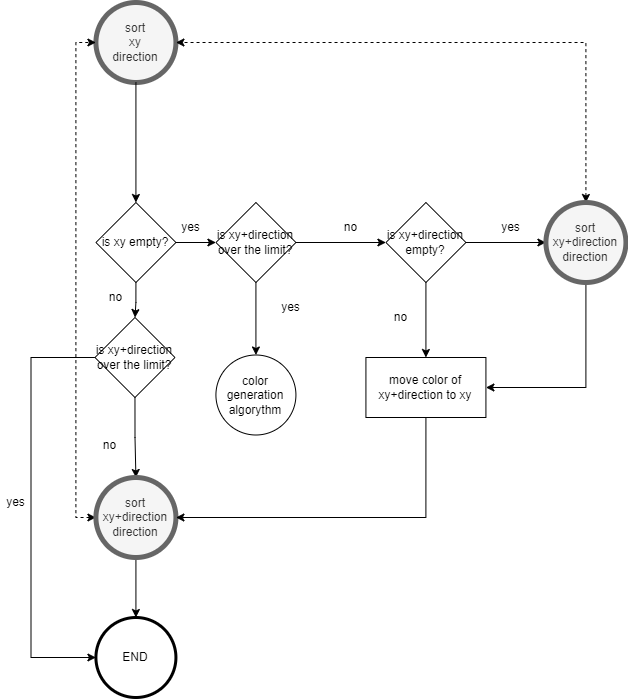 sort
xy
direction
is xy empty?
yes
is xy+direction
over the limit?
no
is xy+direction
empty?
yes
sort
xy+direction
direction
no
yes
no
is xy+direction
over the limit?
color
generation
algorythm
move color of
xy+direction to xy
no
yes
sort
xy+direction
direction
END